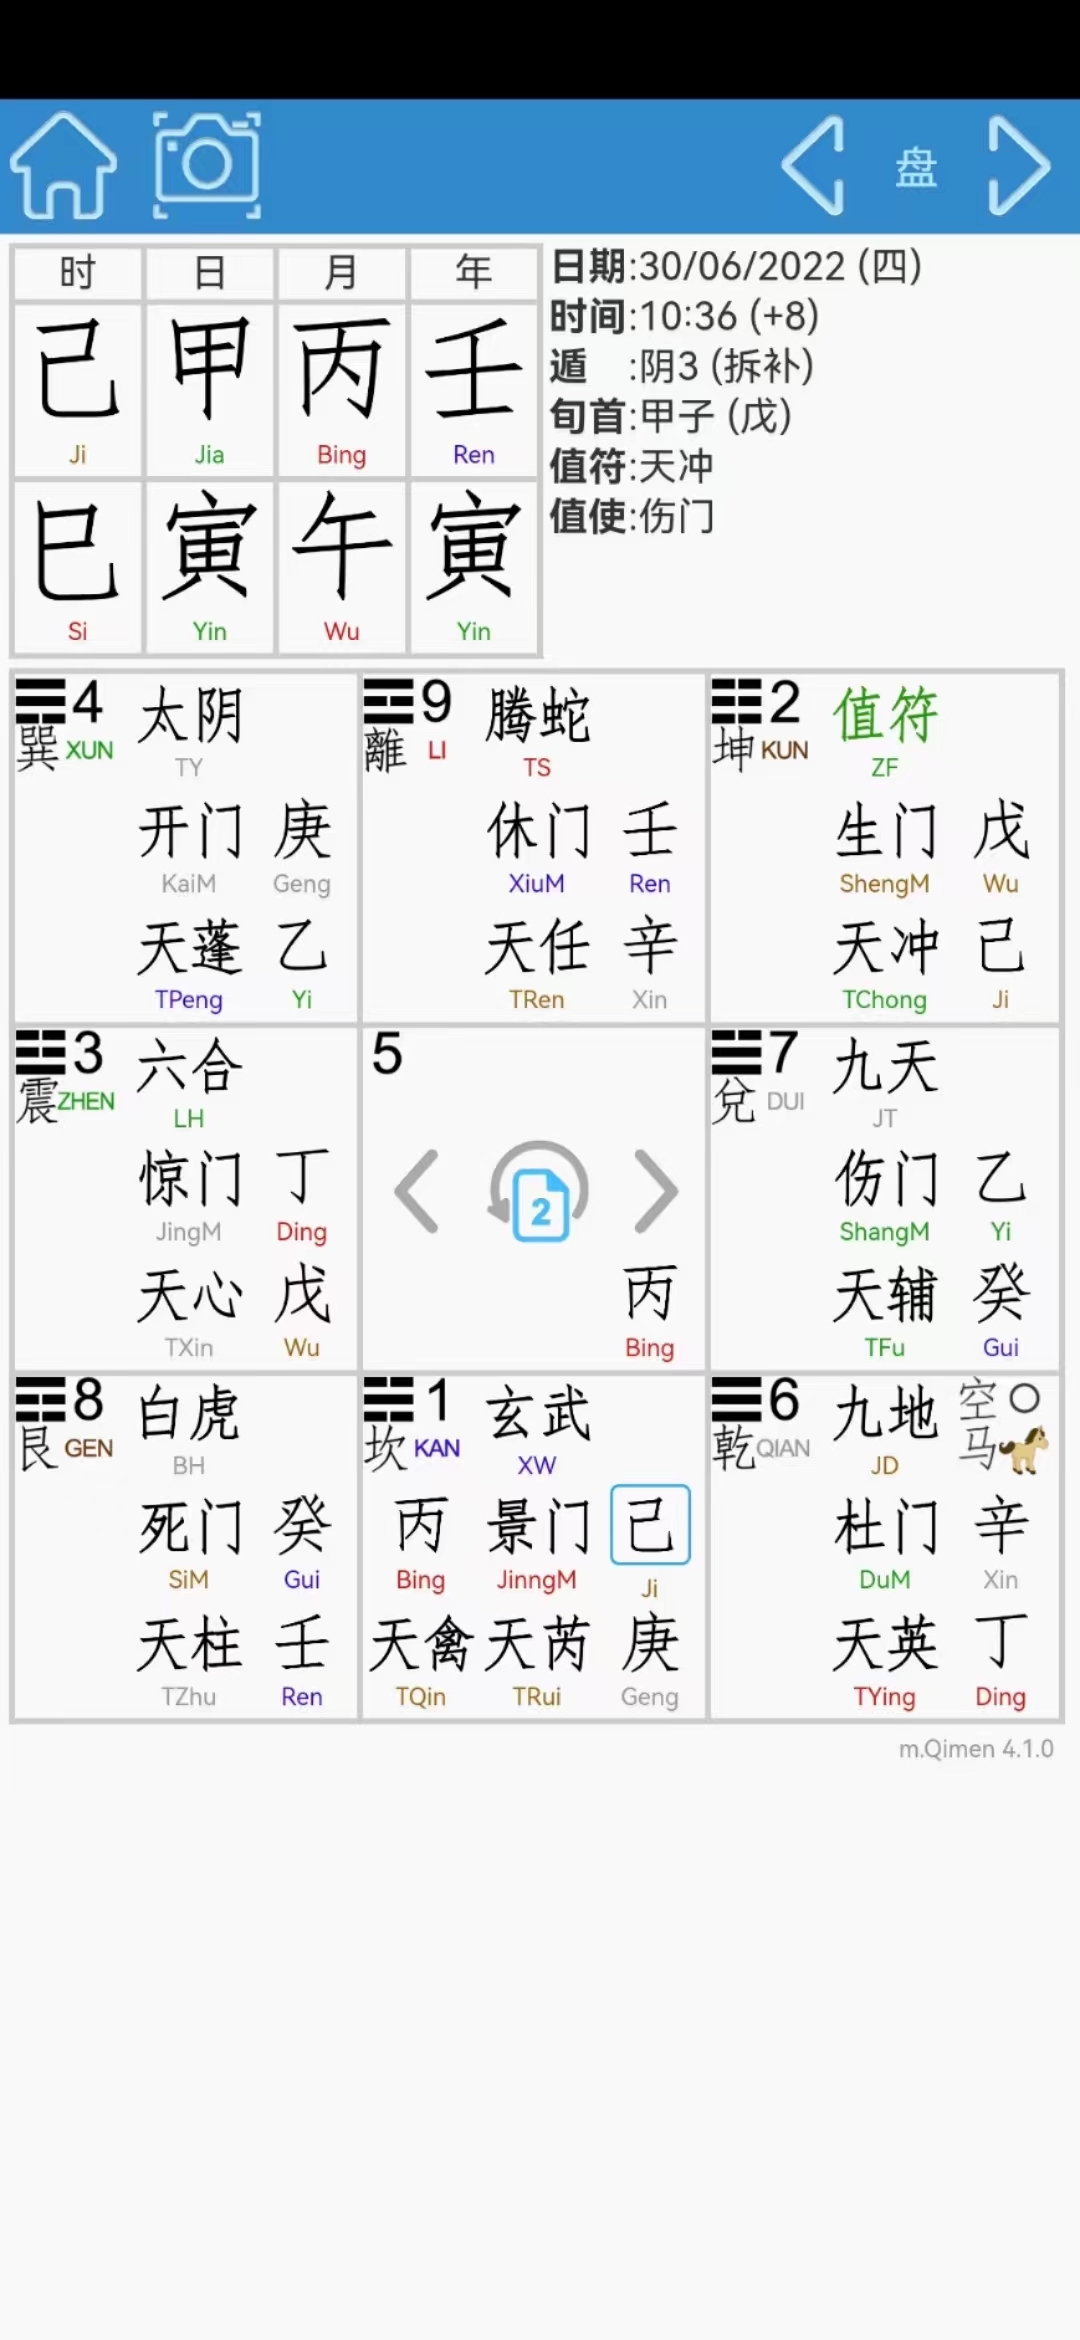 盘
时 日 月 年
己 甲 丙 壬
Ji Jia Bing Ren
巳 寅 午 寅
Si Yin Wu Yin
日期:30/06/2022 (四)
时间:10:36 (+8)
遁 :阴3 (拆补)
旬首:甲子 (戊)
值符:天冲
值使:伤门
4 太阴
巽 XUN TY
开门 庚
KaiM Geng
天蓬 乙
TPeng Yi
9 腾蛇
離 LI TS
休门 壬
XiuM Ren
天任 辛
TRen Xin
2 值符
坤 KUN ZF
生门 戊
ShengM Wu
天冲 己
TChong Ji
3 六合
震 ZHEN LH
惊门 丁
JingM Ding
天心 戊
TXin Wu
5
2
丙
Bing
7 九天
兌 DUI JT
伤门 乙
ShangM Yi
天辅 癸
TFu Gui
8 白虎
艮 GEN BH
死门 癸
SiM Gui
天柱 壬
TZhu Ren
1 玄武
坎 KAN XW
丙 景门 己
Bing JinngM Ji
天禽 天芮 庚
TQin TRui Geng
6 九地 空
乾 QIAN JD 马
杜门 辛
DuM Xin
天英 丁
TYing Ding
m.Qimen 4.1.0